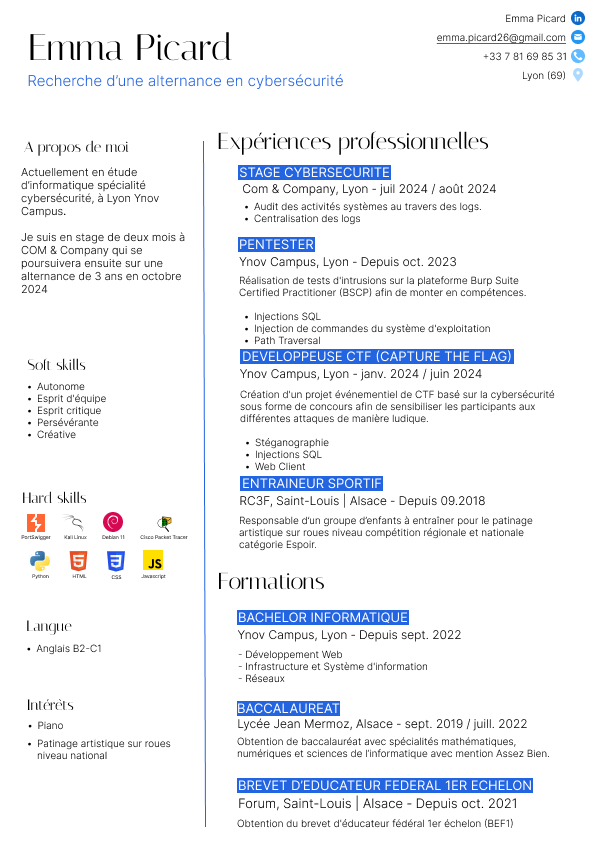 Emma Picard
Recherche d'une alternance en cybersécurité
Emma Picard
in
emma.picard26@gmail.com
+33 7 81 69 85 31
Lyon (69)
A propos de moi
Actuellement en étude
d'informatique spécialité
cybersécurité, à Lyon Ynov
Campus.
Je suis en stage de deux mois à
COM & Company qui se
poursuivera ensuite sur une
alternance de 3 ans en octobre
2024
Soft skills
• Autonome
• Esprit d'équipe
• Esprit critique
• Persévérante
• Créative
Hard skills
PortSwigger
Kali Linux
Debian 11
Cisco Packet Tracer
JS
Python
HTML
CSS
Javascript
Langue
• Anglais B2-C1
Intérêts
• Piano
• Patinage artistique sur roues
niveau national
Expériences professionnelles
STAGE CYBERSECURITE
Com & Company, Lyon - juil 2024 / août 2024
• Audit des activités systèmes au travers des logs.
• Centralisation des logs
PENTESTER
Ynov Campus, Lyon - Depuis oct. 2023
Réalisation de tests d'intrusions sur la plateforme Burp Suite
Certified Practitioner (BSCP) afin de monter en compétences.
• Injections SQL
• Injection de commandes du système d'exploitation
• Path Traversal
DEVELOPPEUSE CTF (CAPTURE THE FLAG)
Ynov Campus, Lyon - janv. 2024 / juin 2024
Création d'un projet événementiel de CTF basé sur la cybersécurité
sous forme de concours afin de sensibiliser les participants aux
différentes attaques de manière ludique.
• Stéganographie
• Injections SQL
• Web Client
ENTRAINEUR SPORTIF
RC3F, Saint-Louis | Alsace - Depuis 09.2018
Responsable d'un groupe d'enfants à entraîner pour le patinage
artistique sur roues niveau compétition régionale et nationale
catégorie Espoir.
Formations
BACHELOR INFORMATIQUE
Ynov Campus, Lyon - Depuis sept. 2022
- Développement Web
- Infrastructure et Système d'information
- Réseaux
BACCALAUREAT
Lycée Jean Mermoz, Alsace - sept. 2019 / juill. 2022
Obtention de baccalauréat avec spécialités mathématiques,
numériques et sciences de l'informatique avec mention Assez Bien.
BREVET D'EDUCATEUR FEDERAL 1ER ECHELON
Forum, Saint-Louis | Alsace - Depuis oct. 2021
Obtention du brevet d'éducateur fédéral 1er échelon (BEF1)